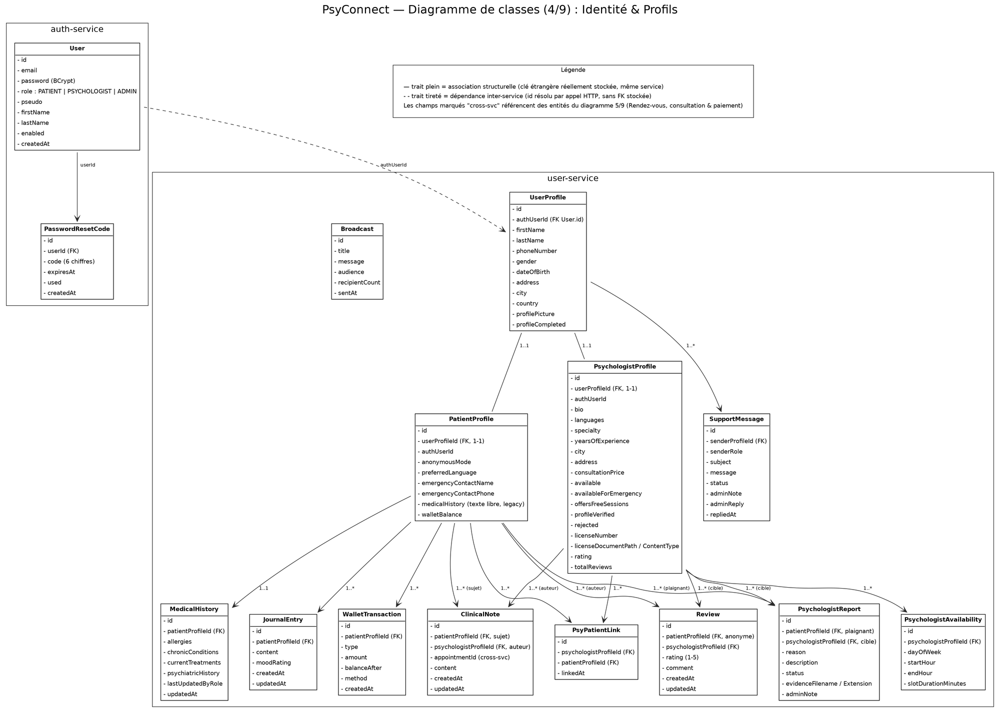 PsyConnect — Diagramme de classes (4/9) : Identité & Profils
auth-service
User
- id
- email
- password (BCrypt)
- role : PATIENT | PSYCHOLOGIST | ADMIN
- pseudo
- firstName
- lastName
- enabled
- createdAt
Légende
— trait plein = association structurelle (clé étrangère réellement stockée, même service)
- - trait tireté = dépendance inter-service (id résolu par appel HTTP, sans FK stockée)
Les champs marqués "cross-svc" référencent des entités du diagramme 5/9 (Rendez-vous, consultation & paiement)
userId
authUserId
PasswordResetCode
- id
- userId (FK)
- code (6 chiffres)
- expiresAt
- used
- createdAt
user-service
Broadcast
- id
- title
- message
- audience
- recipientCount
- sentAt
UserProfile
- id
- authUserId (FK User.id)
- firstName
- lastName
- phoneNumber
- gender
- dateOfBirth
- address
- city
- country
- profilePicture
- profileCompleted
1..1
1..1
1..*
PatientProfile
- id
- userProfileId (FK, 1-1)
- authUserId
- anonymousMode
- preferredLanguage
- emergencyContactName
- emergencyContactPhone
- medicalHistory (texte libre, legacy)
- walletBalance
PsychologistProfile
- id
- userProfileId (FK, 1-1)
- authUserId
- bio
- languages
- specialty
- yearsOfExperience
- city
- address
- consultationPrice
- available
- availableForEmergency
- offersFreeSessions
- profileVerified
- rejected
- licenseNumber
- licenseDocumentPath / ContentType
- rating
- totalReviews
SupportMessage
- id
- senderProfileId (FK)
- senderRole
- subject
- message
- status
- adminNote
- adminReply
- repliedAt
1..1
1..*
1..*
1..* (sujet)
1..*
1..* (auteur)
1..* (auteur)
1..*
1..* (plaignant)
1..* (cible)
1..* (cible)
1..*
MedicalHistory
- id
- patientProfileId (FK)
- allergies
- chronicConditions
- currentTreatments
- psychiatricHistory
- lastUpdatedByRole
- updatedAt
JournalEntry
- id
- patientProfileId (FK)
- content
- moodRating
- createdAt
- updatedAt
WalletTransaction
- id
- patientProfileId (FK)
- type
- amount
- balanceAfter
- method
- createdAt
ClinicalNote
- id
- patientProfileId (FK, sujet)
- psychologistProfileId (FK, auteur)
- appointmentId (cross-svc)
- content
- createdAt
- updatedAt
PsyPatientLink
- id
- psychologistProfileId (FK)
- patientProfileId (FK)
- linkedAt
Review
- id
- patientProfileId (FK, anonyme)
- psychologistProfileId (FK)
- rating (1-5)
- comment
- createdAt
- updatedAt
PsychologistReport
- id
- patientProfileId (FK, plaignant)
- psychologistProfileId (FK, cible)
- reason
- description
- status
- evidenceFilename / Extension
- adminNote
PsychologistAvailability
- id
- psychologistProfileId (FK)
- dayOfWeek
- startHour
- endHour
- slotDurationMinutes